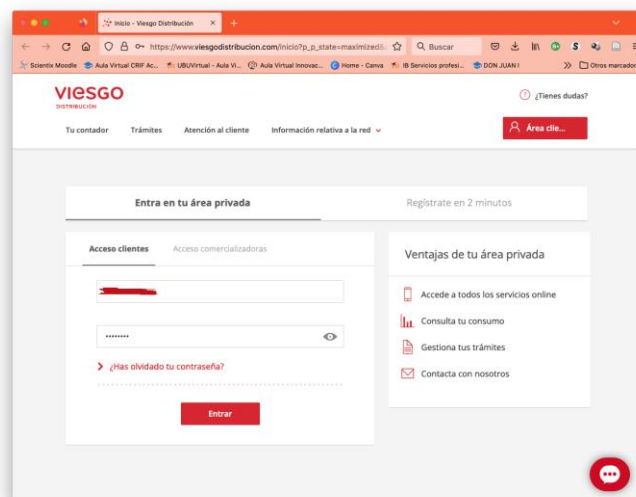 Inicio - Viesgo Distribución
https://www.viesgodistribucion.com/inicio?p_p_state=maximized&
Buscar
Scientix Moodle
Aula Virtual CRIF Ac...
UBUVirtual - Aula Vi...
Aula Virtual Innovac...
Home - Canva
IB Servicios profesi...
DON JUAN I
Otros marcador
VIESGO
DISTRIBUCIÓN
¿Tienes dudas?
Tu contador
Trámites
Atención al cliente
Información relativa a la red
Área clie...
Entra en tu área privada
Regístrate en 2 minutos
Acceso clientes
Acceso comercializadoras
¿Has olvidado tu contraseña?
Entrar
Ventajas de tu área privada
Accede a todos los servicios online
Consulta tu consumo
Gestiona tus trámites
Contacta con nosotros